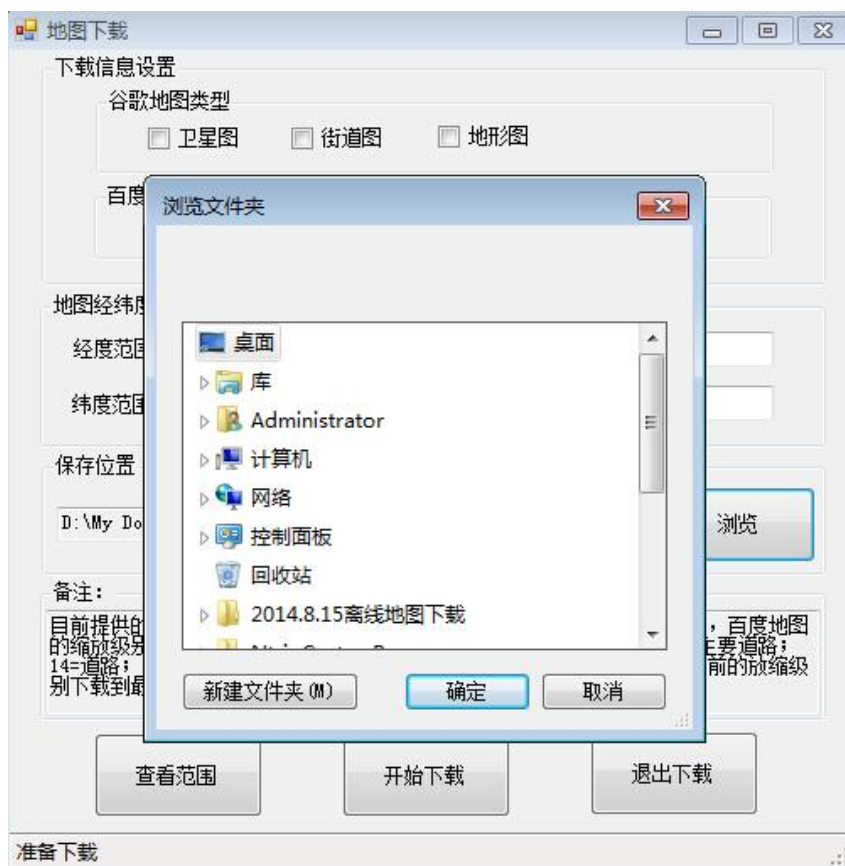 地图下载
下载信息设置
谷歌地图类型
卫星图 街道图 地形图
百度
浏览文件夹
地图经纬度
经度范围
纬度范围
保存位置
D:\My Do
浏览
桌面
库
Administrator
计算机
网络
控制面板
回收站
2014.8.15离线地图下载
备注:
目前提供的
,百度地图
的缩放级别
主要道路;
14=道路;
前的放缩级
别下载到最
新建文件夹(M) 确定 取消
查看范围 开始下载 退出下载
准备下载